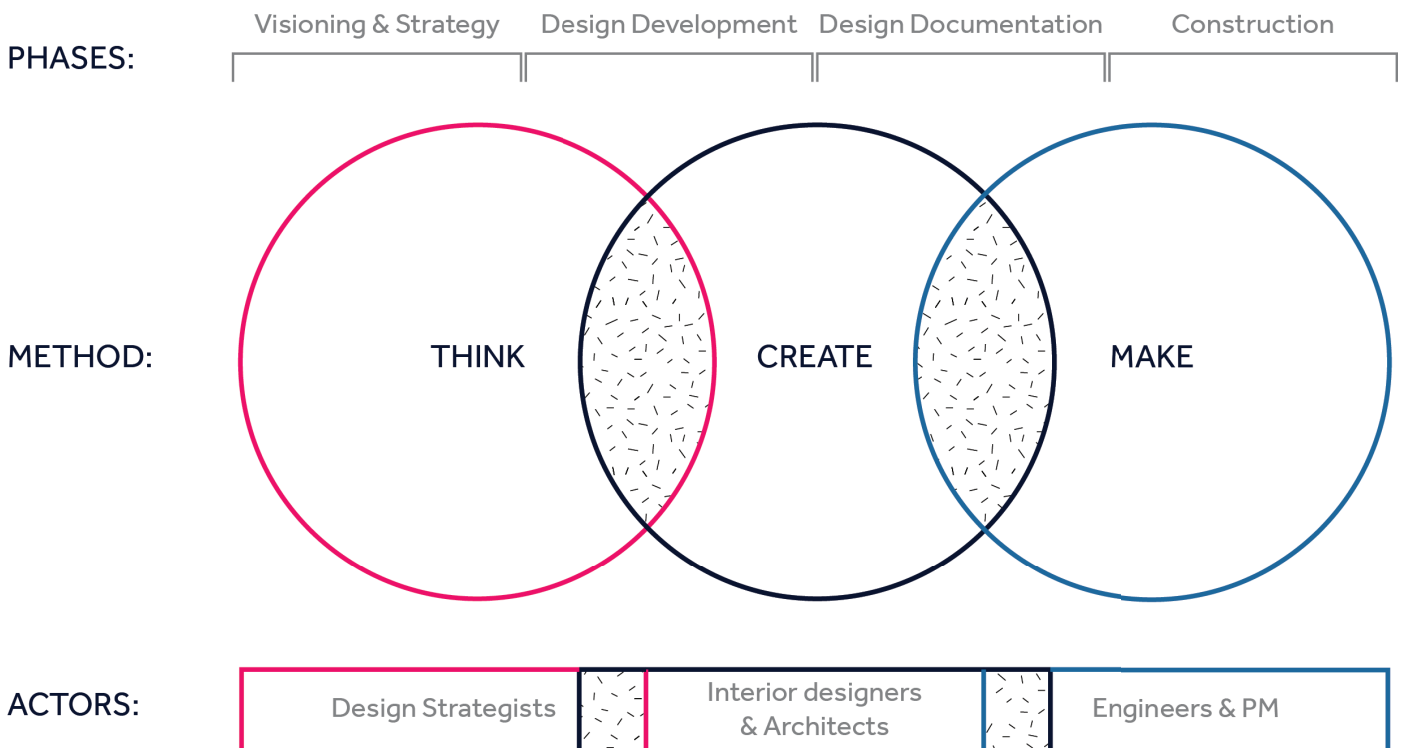 Visioning & Strategy
Design Development
Design Documentation
Construction
PHASES:
METHOD:
THINK
CREATE
MAKE
ACTORS:
Design Strategists
Interior designers
& Architects
Engineers & PM